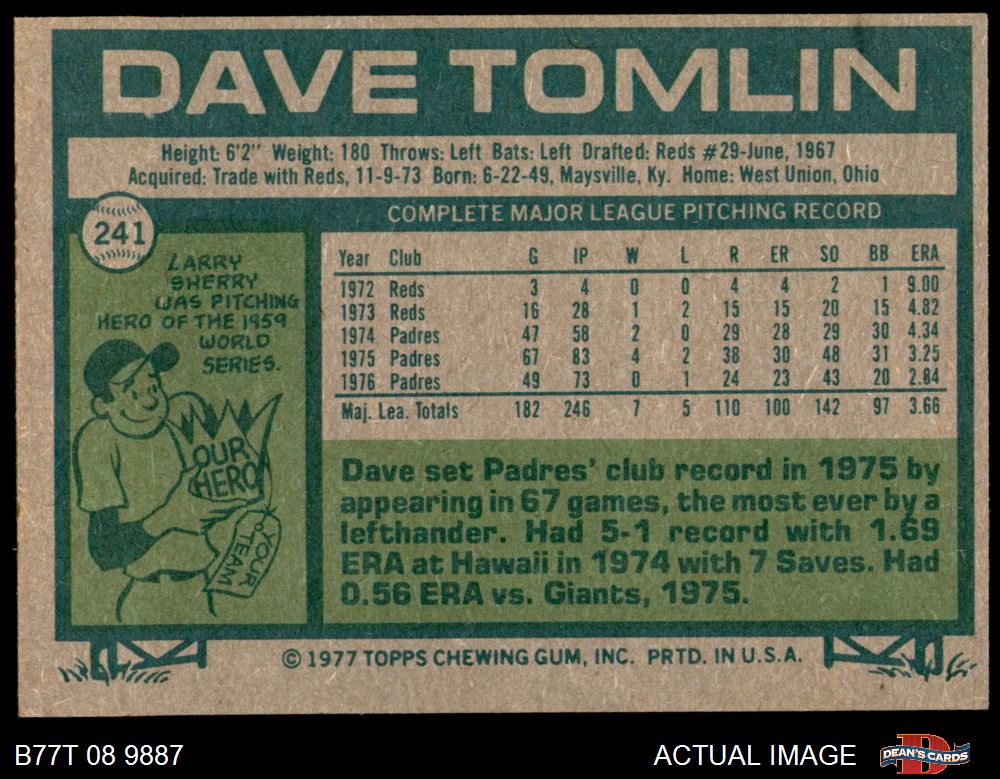 DAVE TOMLIN
Height: 6'2" Weight: 180 Throws: Left Bats: Left Drafted: Reds #29-June, 1967
Acquired: Trade with Reds, 11-9-73 Born: 6-22-49, Maysville, Ky. Home: West Union, Ohio
241
LARRY
SHERRY
WAS PITCHING
HERO OF THE 1959
WORLD
SERIES.
OUR
HERO
YOUR
TEAM
COMPLETE MAJOR LEAGUE PITCHING RECORD
Year Club G IP W L R ER SO BB ERA
1972 Reds 3 4 0 0 4 4 2 1 9.00
1973 Reds 16 28 1 2 15 15 20 15 4.82
1974 Padres 47 58 2 0 29 28 29 30 4.34
1975 Padres 67 83 4 2 38 30 48 31 3.25
1976 Padres 49 73 0 1 24 23 43 20 2.84
Maj. Lea. Totals 182 246 7 5 110 100 142 97 3.66
Dave set Padres' club record in 1975 by
appearing in 67 games, the most ever by a
lefthander. Had 5-1 record with 1.69
ERA at Hawaii in 1974 with 7 Saves. Had
0.56 ERA vs. Giants, 1975.
© 1977 TOPPS CHEWING GUM, INC. PRTD. IN U.S.A.
B77T 08 9887
ACTUAL IMAGE
D
DEAN'S CARDS